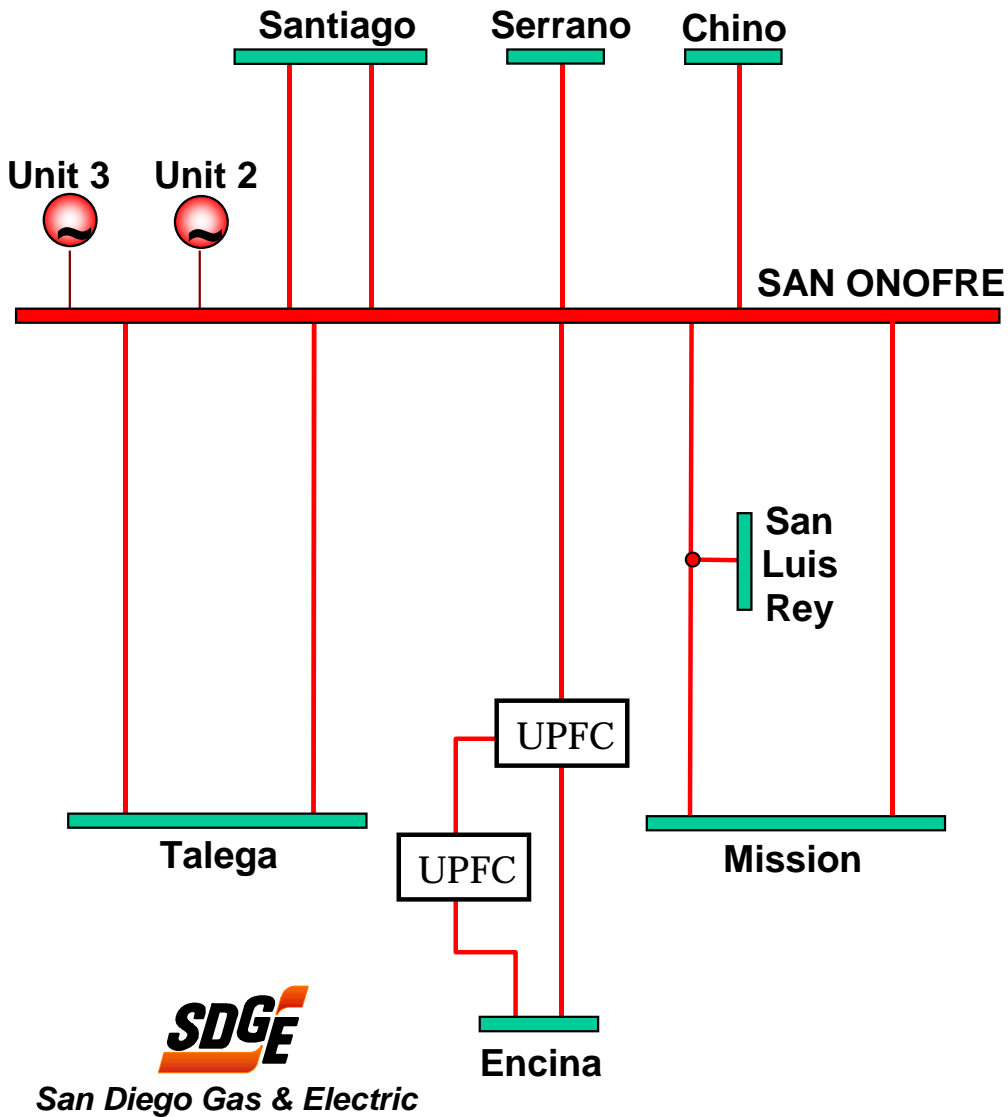 Santiago
Serrano
Chino
Unit 3
Unit 2
SAN ONOFRE
San
Luis
Rey
UPFC
UPFC
Talega
Mission
Encina
SDGE
San Diego Gas & Electric